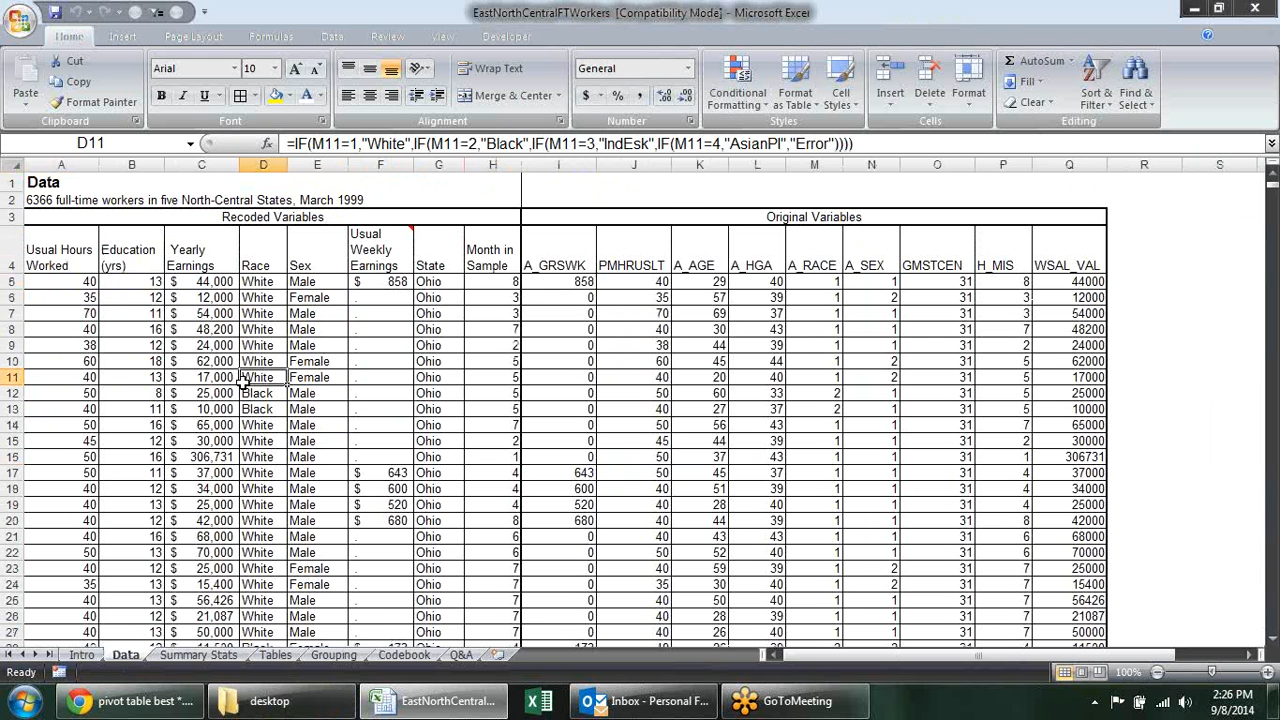 EastNorthCentralFTWorkers [Compatibility Mode] - Microsoft Excel
Home Insert Page Layout Formulas Data Review View Developer
Cut Arial 10 Wrap Text General AutoSum
Copy Fill
Paste Format Painter Merge & Center $ % , Conditional Formatting Format as Table Cell Styles Insert Delete Format Clear Sort & Filter Find & Select
Clipboard Font Alignment Number Styles Cells Editing
D11 =IF(M11=1,"White",IF(M11=2,"Black",IF(M11=3,"IndEsk",IF(M11=4,"AsianPI","Error"))))
A B C D E F G H I J K L M N O P Q R S
1 Data
2 6366 full-time workers in five North-Central States, March 1999
3 Recoded Variables Original Variables
4 Usual Hours Worked Education (yrs) Yearly Earnings Race Sex Usual Weekly Earnings State Month in Sample A_GRSWK PMHRUSLT A_AGE A_HGA A_RACE A_SEX GMSTCEN H_MIS WSAL_VAL
5 40 13 $ 44,000 White Male $ 858 Ohio 8 858 40 29 40 1 1 31 8 44000
6 35 12 $ 12,000 White Female . Ohio 3 0 35 57 39 1 2 31 3 12000
7 70 11 $ 54,000 White Male . Ohio 3 0 70 69 37 1 1 31 3 54000
8 40 16 $ 48,200 White Male . Ohio 7 0 40 30 43 1 1 31 7 48200
9 38 12 $ 24,000 White Male . Ohio 2 0 38 44 39 1 1 31 2 24000
10 60 18 $ 62,000 White Female . Ohio 5 0 60 45 44 1 2 31 5 62000
11 40 13 $ 17,000 White Female . Ohio 5 0 40 20 40 1 2 31 5 17000
12 50 8 $ 25,000 Black Male . Ohio 5 0 50 60 33 2 1 31 5 25000
13 40 11 $ 10,000 Black Male . Ohio 5 0 40 27 37 2 1 31 5 10000
14 50 16 $ 65,000 White Male . Ohio 7 0 50 56 43 1 1 31 7 65000
15 45 12 $ 30,000 White Male . Ohio 2 0 45 44 39 1 1 31 2 30000
50 16 $ 306,731 White Male . Ohio 1 0 50 37 43 1 1 31 1 306731
17 50 11 $ 37,000 White Male $ 643 Ohio 4 643 50 45 37 1 1 31 4 37000
40 12 $ 34,000 White Male $ 600 Ohio 4 600 40 51 39 1 1 31 4 34000
19 40 13 $ 25,000 White Male $ 520 Ohio 4 520 40 28 40 1 1 31 4 25000
20 40 12 $ 42,000 White Male $ 680 Ohio 8 680 40 44 39 1 1 31 8 42000
21 40 16 $ 68,000 White Male . Ohio 6 0 40 43 43 1 1 31 6 68000
22 50 13 $ 70,000 White Male . Ohio 6 0 50 52 40 1 1 31 6 70000
23 40 12 $ 25,000 White Female . Ohio 7 0 40 59 39 1 2 31 7 25000
24 35 13 $ 15,400 White Female . Ohio 7 0 35 30 40 1 2 31 7 15400
40 13 $ 56,426 White Male . Ohio 7 0 40 50 40 1 1 31 7 56426
40 12 $ 21,087 White Male . Ohio 7 0 40 28 39 1 1 31 7 21087
27 40 13 $ 50,000 White Male . Ohio 7 0 40 26 40 1 1 31 7 50000
Intro Data Summary Stats Tables Grouping Codebook Q&A
Ready 100%
pivot table best *... desktop EastNorthCentral... Inbox - Personal F... GoToMeeting 2:26 PM
9/8/2014